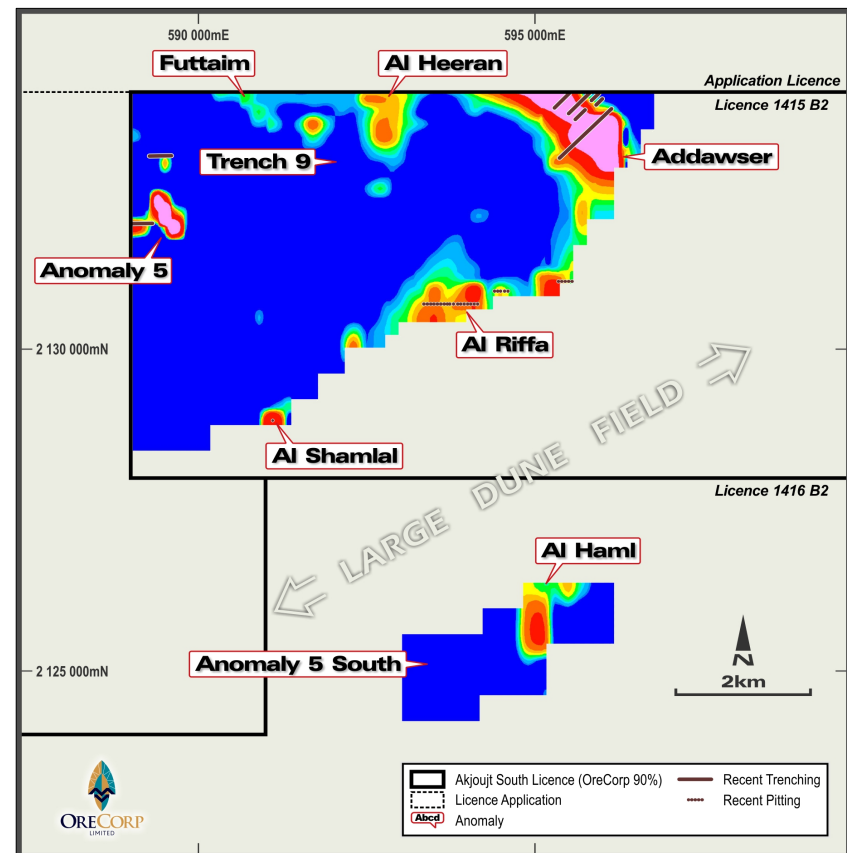 590 000mE
595 000mE
Futtaim
Al Heeran
Application Licence
Licence 1415 B2
Trench 9
Addawser
Anomaly 5
2 130 000mN
Al Riffa
Al Shamlal
LARGE DUNE FIELD
Licence 1416 B2
Al Haml
Anomaly 5 South
2 125 000mN
N
2km
Akjoujt South Licence (OreCorp 90%)
Recent Trenching
Licence Application
Recent Pitting
Abcd
Anomaly
ORECORP
LIMITED